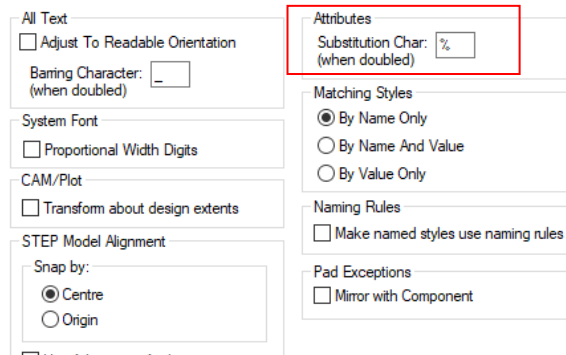 All Text
Adjust To Readable Orientation
Barring Character: _
(when doubled)
System Font
Proportional Width Digits
CAM/Plot
Transform about design extents
STEP Model Alignment
Snap by:
Centre
Origin
Attributes
Substitution Char: %
(when doubled)
Matching Styles
By Name Only
By Name And Value
By Value Only
Naming Rules
Make named styles use naming rules
Pad Exceptions
Mirror with Component